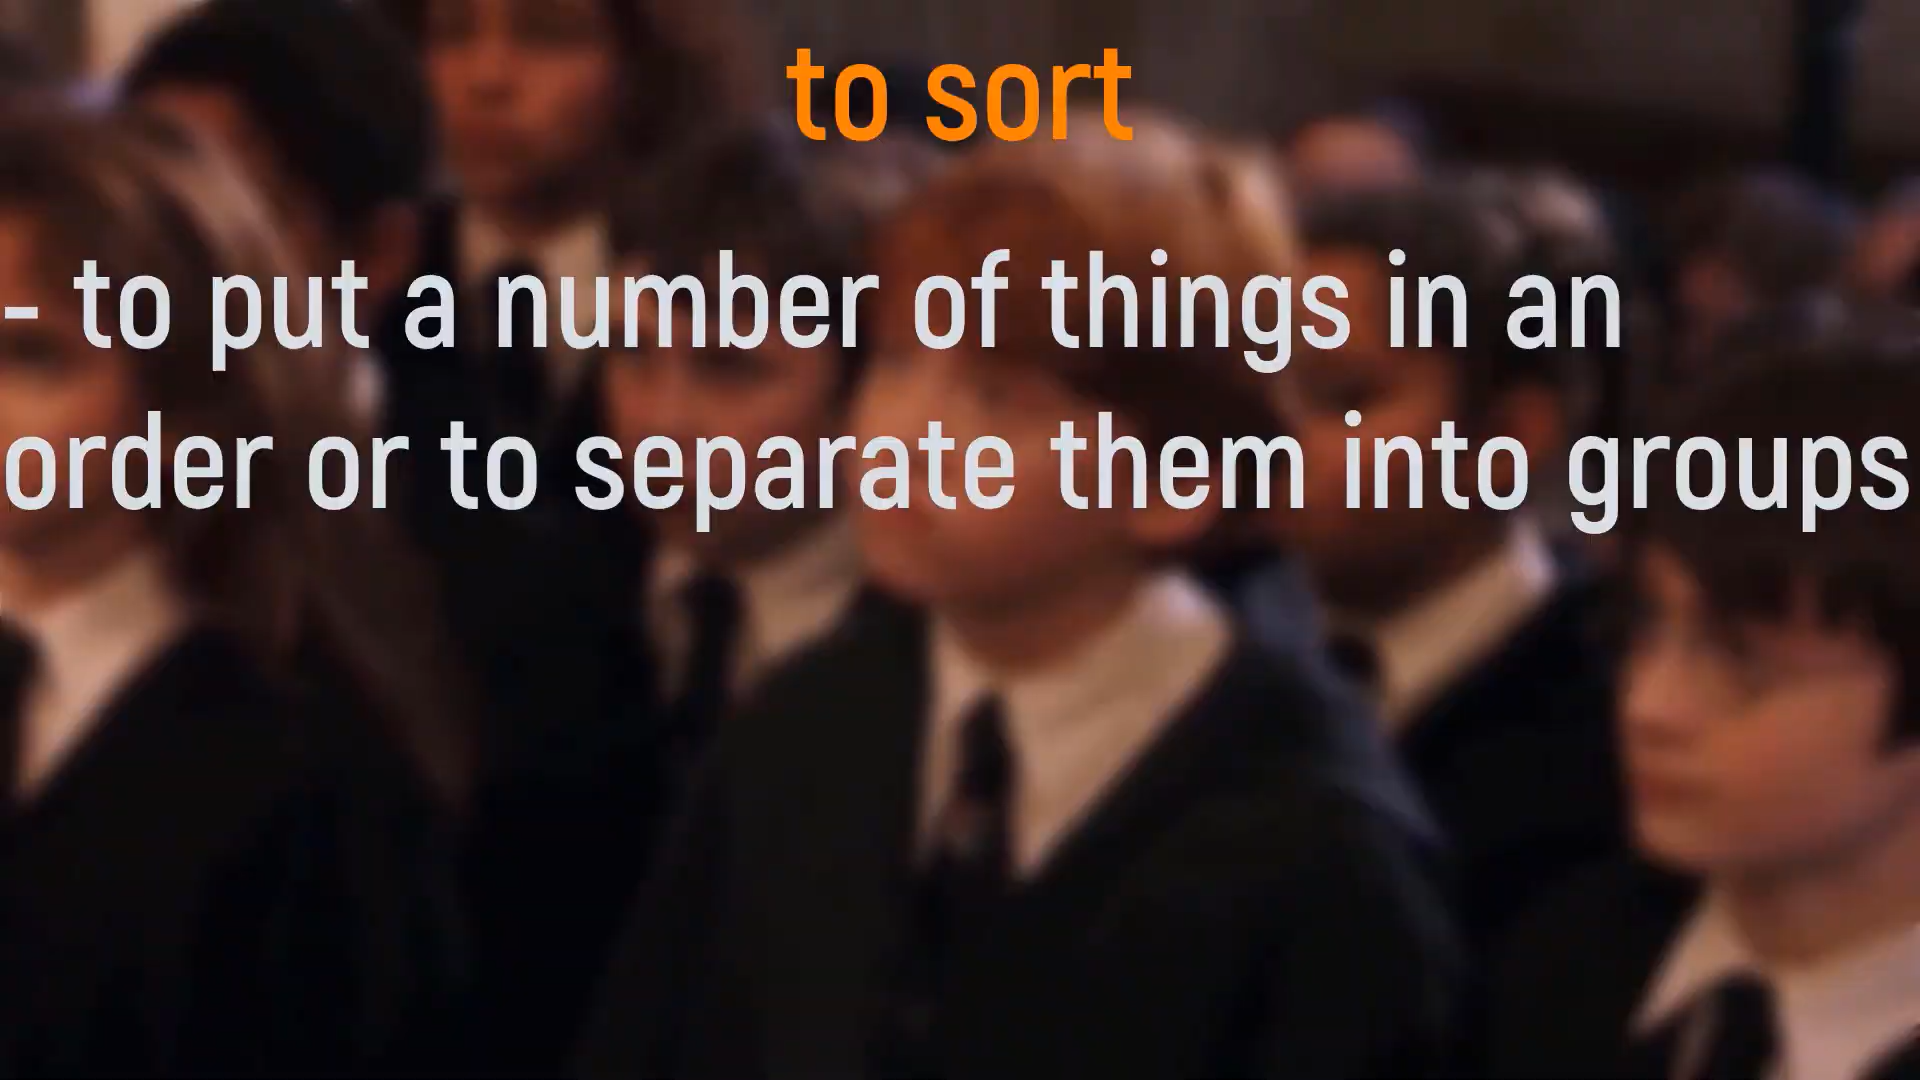 to sort
- to put a number of things in an
order or to separate them into groups